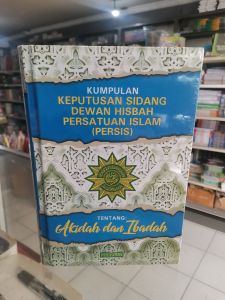 KUMPULAN
KEPUTUSAN SIDANG
DEWAN HISBAH
PERSATUAN ISLAM
(PERSIS)
TENTANG
Akidah dan Ibadah